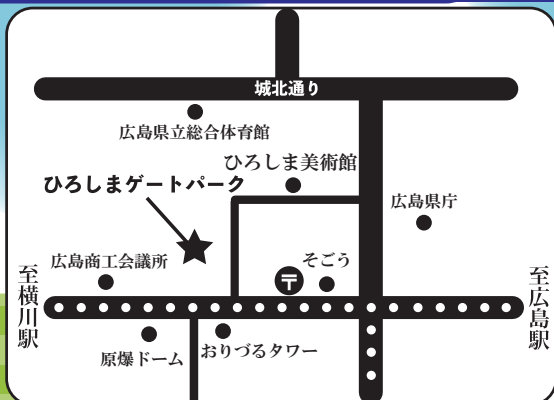 城北通り
広島県立総合体育館
ひろしま美術館
ひろしまゲートパーク
広島県庁
広島商工会議所
そごう
〒
至横川駅
至広島駅
原爆ドーム
おりづるタワー